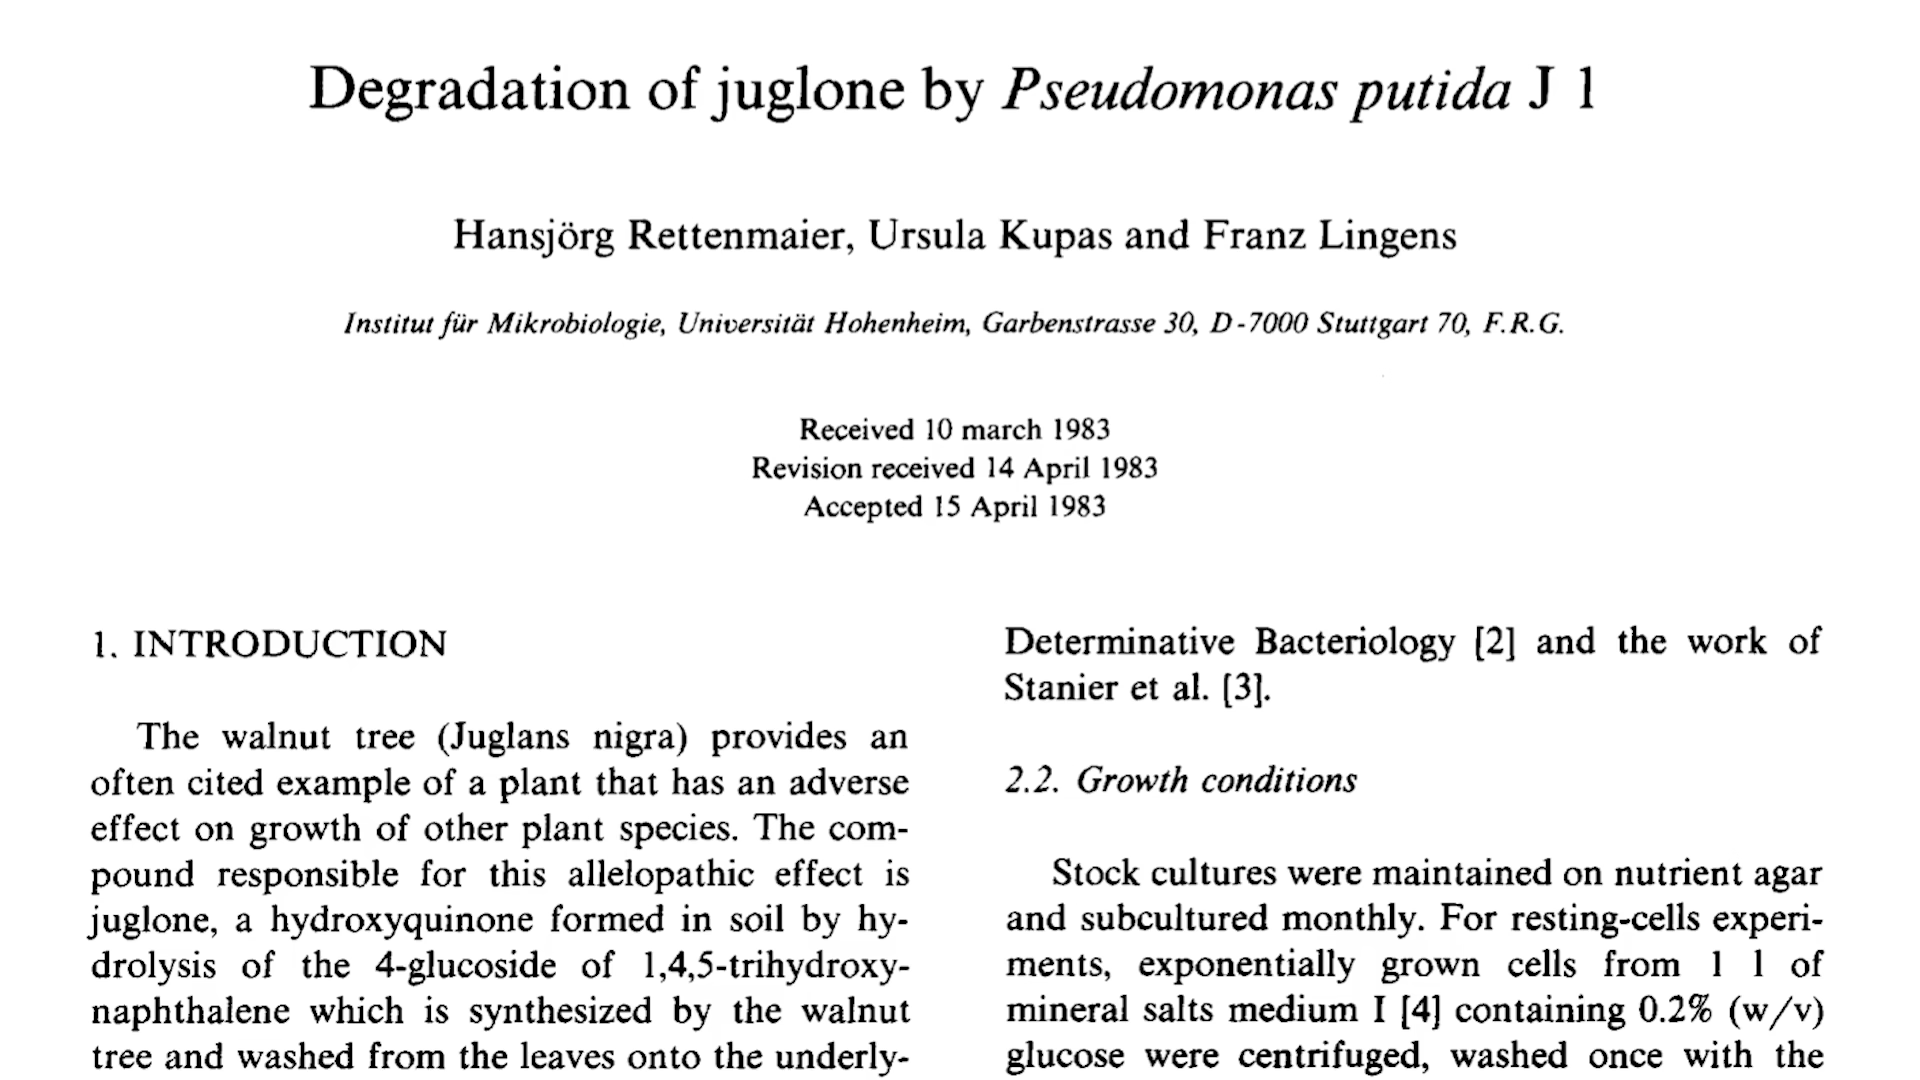 Degradation of juglone by Pseudomonas putida J 1
Hansjörg Rettenmaier, Ursula Kupas and Franz Lingens
Institut für Mikrobiologie, Universität Hohenheim, Garbenstrasse 30, D-7000 Stuttgart 70, F.R.G.
Received 10 march 1983
Revision received 14 April 1983
Accepted 15 April 1983
1. INTRODUCTION
The walnut tree (Juglans nigra) provides an
often cited example of a plant that has an adverse
effect on growth of other plant species. The com-
pound responsible for this allelopathic effect is
juglone, a hydroxyquinone formed in soil by hy-
drolysis of the 4-glucoside of 1,4,5-trihydroxy-
naphthalene which is synthesized by the walnut
tree and washed from the leaves onto the underly-
Determinative Bacteriology [2] and the work of
Stanier et al. [3].
2.2. Growth conditions
Stock cultures were maintained on nutrient agar
and subcultured monthly. For resting-cells experi-
ments, exponentially grown cells from 1 l of
mineral salts medium I [4] containing 0.2% (w/v)
glucose were centrifuged, washed once with the